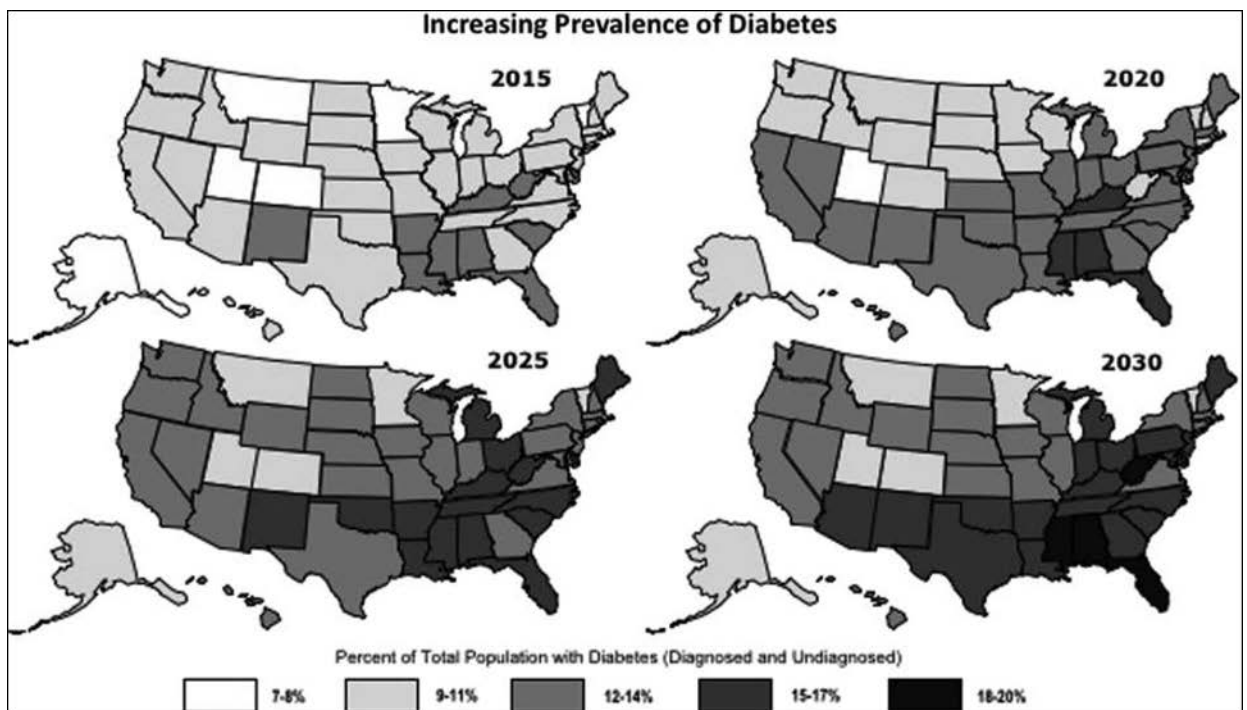 Increasing Prevalence of Diabetes
2015
2020
2025
2030
Percent of Total Population with Diabetes (Diagnosed and Undiagnosed)
7-8% 9-11% 12-14% 15-17% 18-20%